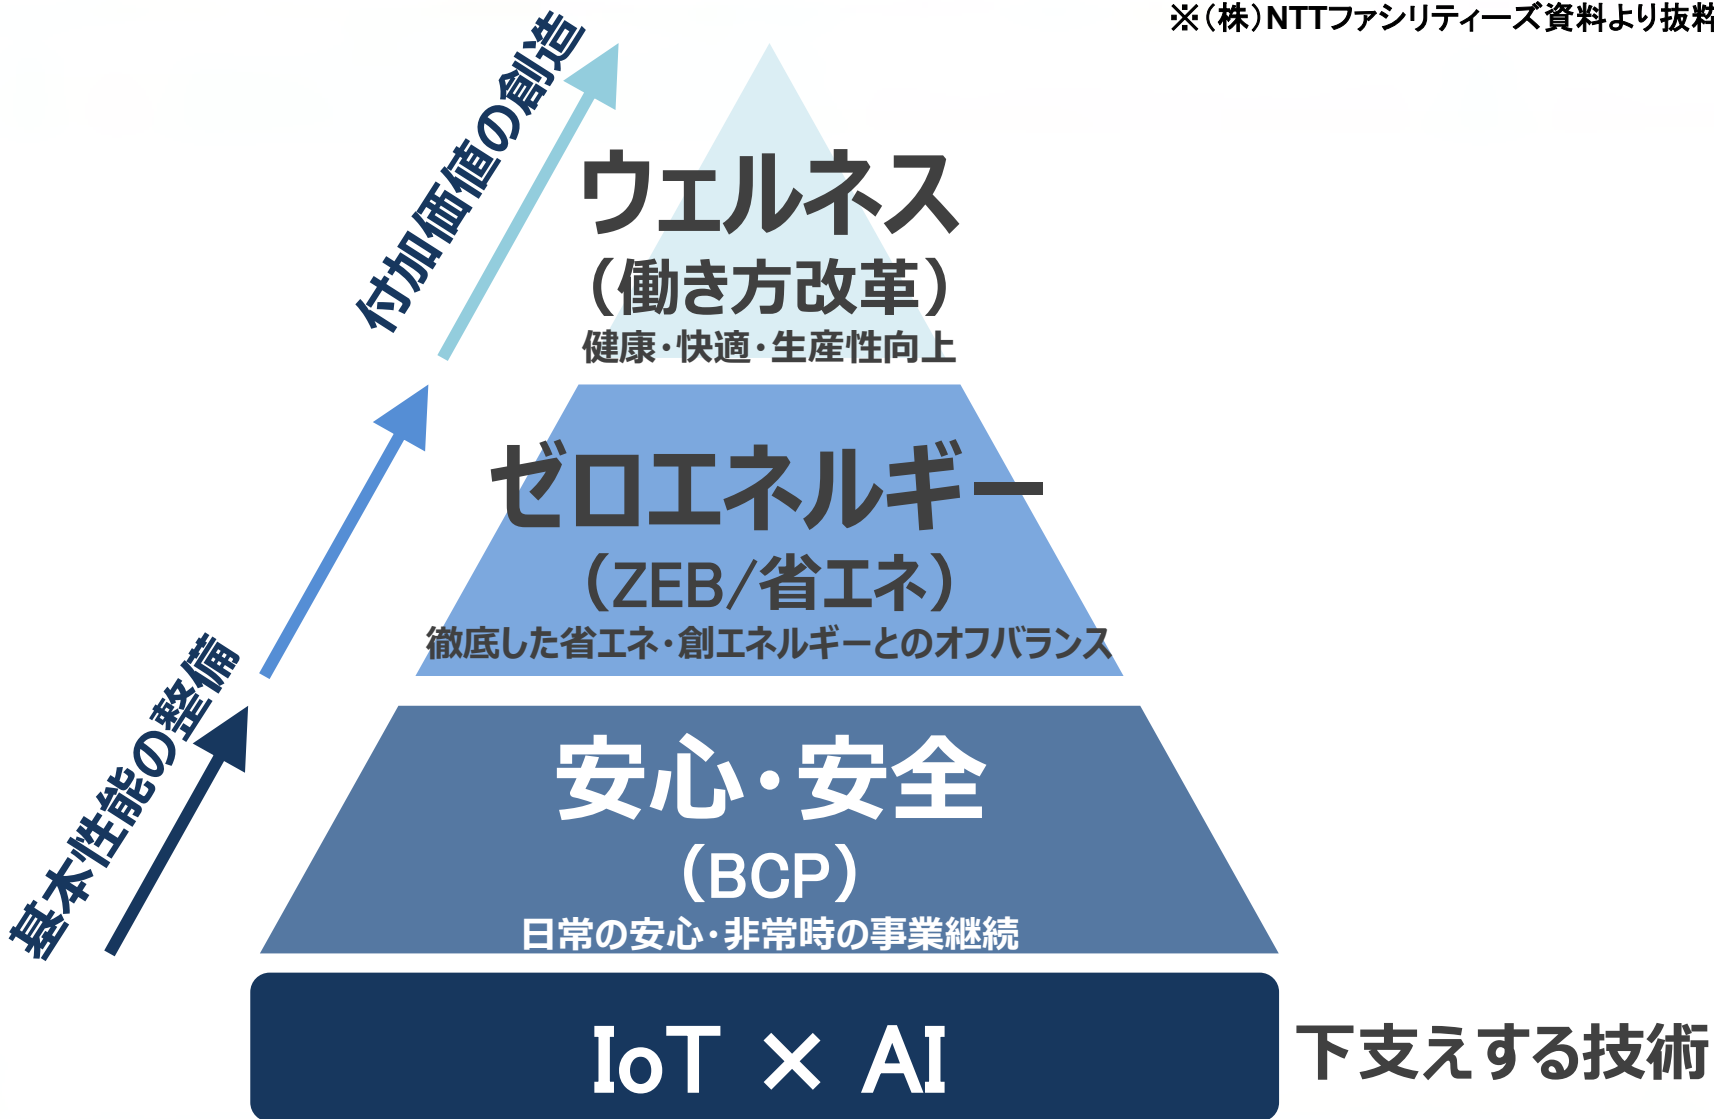 ※（株）NTTファシリティーズ資料より抜粋
付加価値の創造
ウェルネス
（働き方改革）
健康・快適・生産性向上
ゼロエネルギー
（ZEB/省エネ）
徹底した省エネ・創エネルギーとのオフバランス
基本性能の整備
安心・安全
（BCP）
日常の安心・非常時の事業継続
IoT × AI
下支えする技術